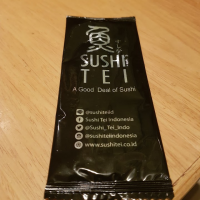 SUSHI
TEI
A Good Deal of Sushi
@sushiteiid
Sushi Tei Indonesia
@Sushi_Tei_Indo
@sushiteiindonesia
www.sushitei.co.id